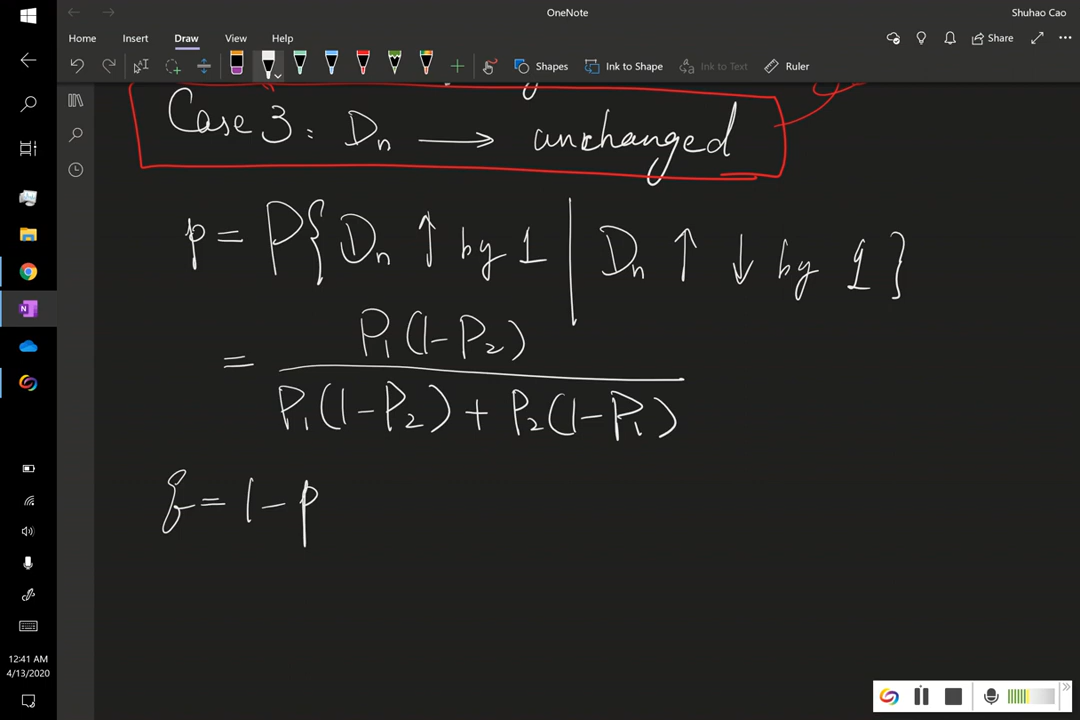 OneNote
Shuhao Cao
Home Insert Draw View Help
Share
Shapes Ink to Shape Ink to Text Ruler
Case 3: Dn → unchanged
p = P{ Dn ↑ by 1 | Dn ↑ ↓ by 1 }
= P₁(1-P₂)
P₁(1-P₂) + P₂(1-P₁)
q = 1 - p
12:41 AM
4/13/2020